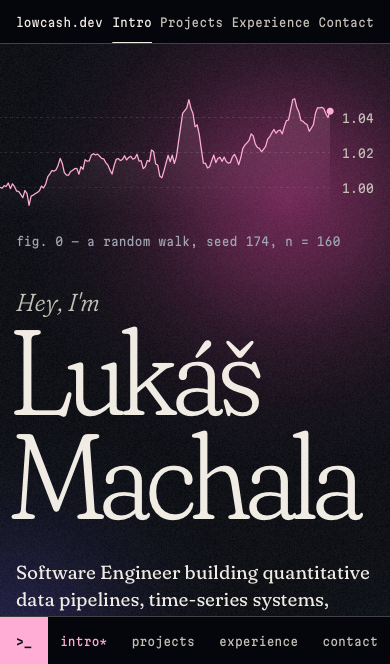 lowcash.dev Intro Projects Experience Contact
1.04
1.02
1.00
fig. 0 — a random walk, seed 174, n = 160
Hey, I'm
Lukáš
Machala
Software Engineer building quantitative
data pipelines, time-series systems,
>_ intro* projects experience contact